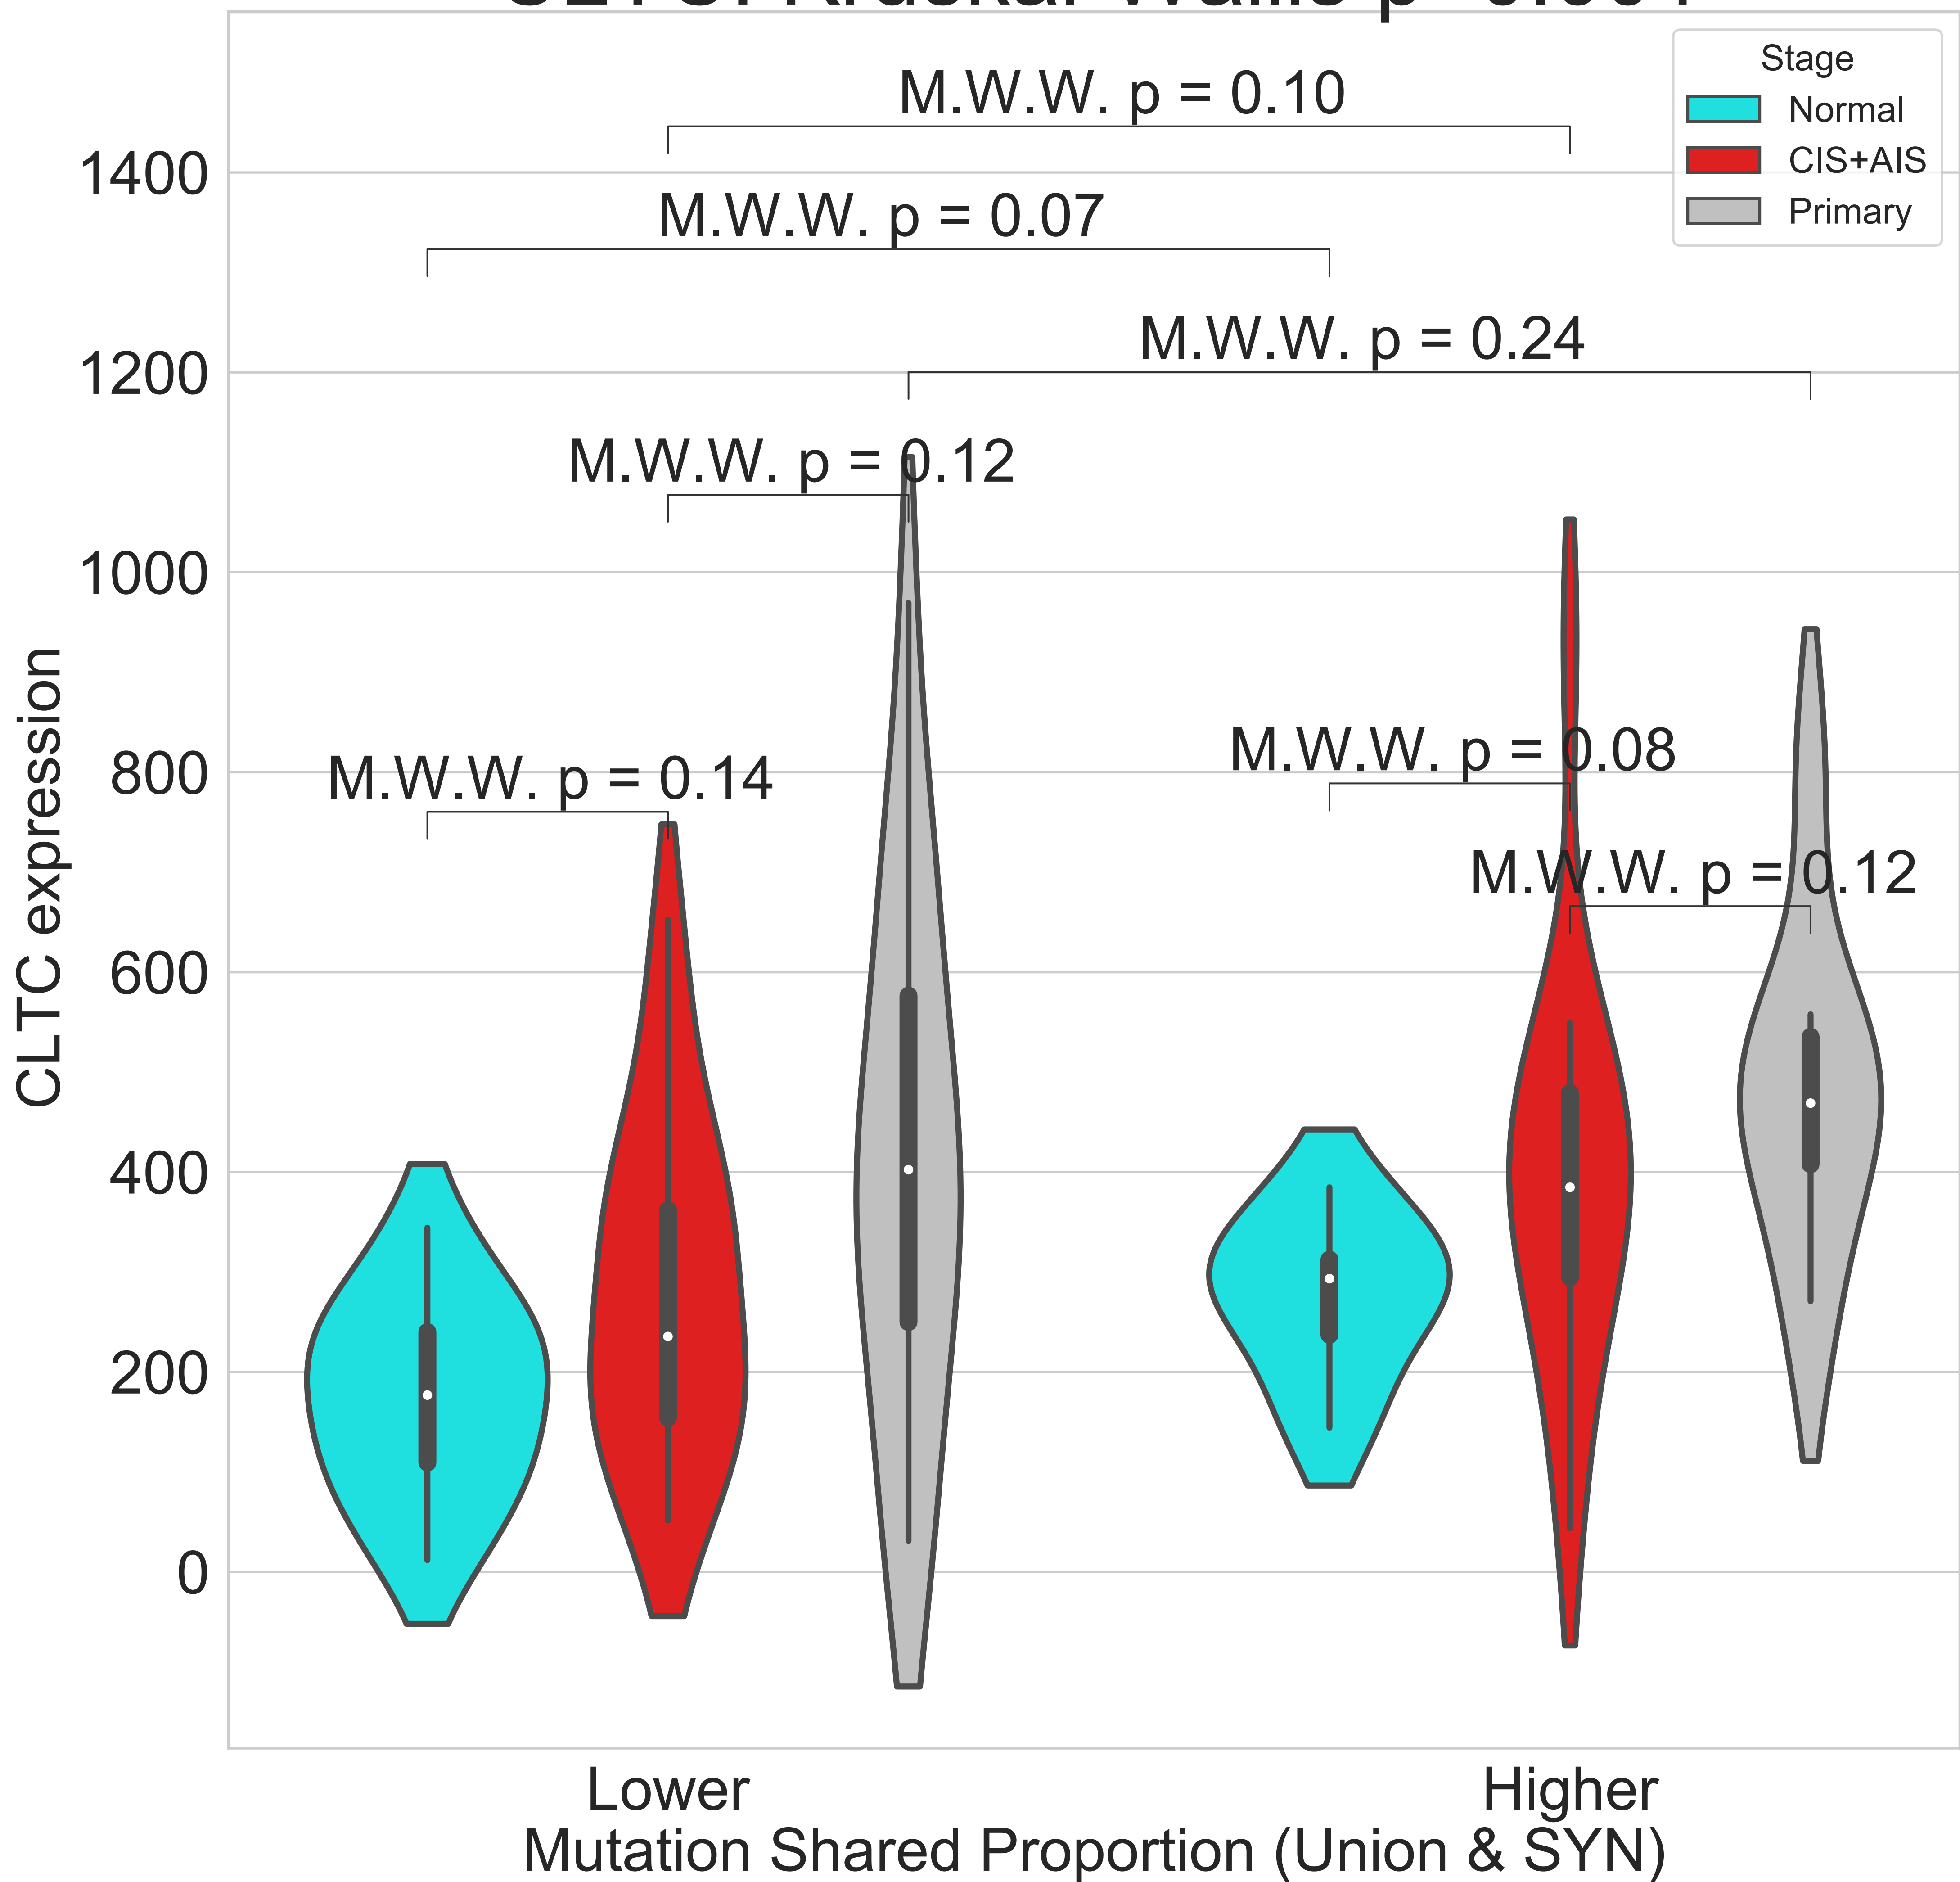 Stage
Normal
CIS+AIS
Primary
M.W.W. p = 0.10
M.W.W. p = 0.07
M.W.W. p = 0.24
M.W.W. p = 0.12
M.W.W. p = 0.14
M.W.W. p = 0.08
M.W.W. p = 0.12
1400
1200
1000
800
600
400
200
0
CLTC expression
Lower
Higher
Mutation Shared Proportion (Union & SYN)